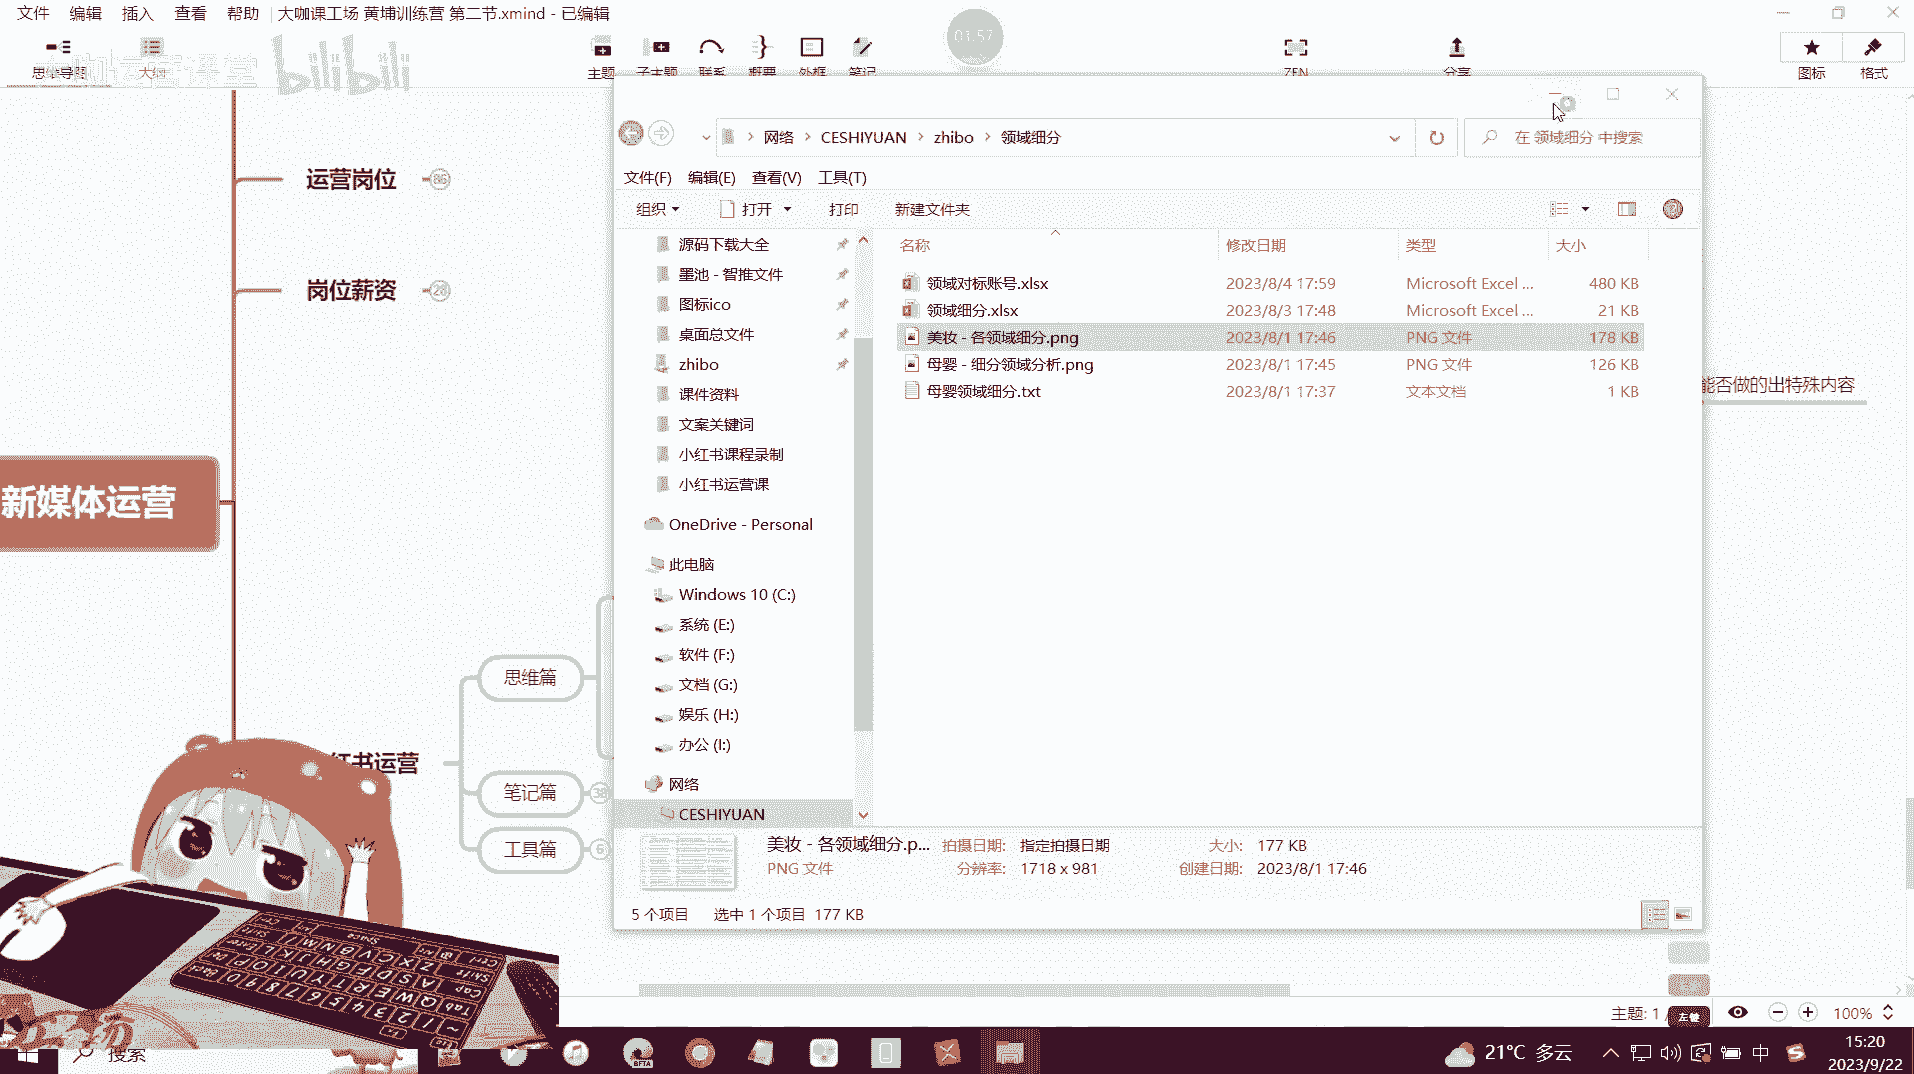 文件 编辑 插入 查看 帮助 大咖课工场 黄埔训练营 第二节.xmind - 已编辑
01:57
bilibili
思维导图 大纲 主题 子主题 联系 概要 外框 笔记 ZEN 分享 图标 格式
网络 CESHIYUAN zhibo 领域细分 在 领域细分 中搜索
文件(F) 编辑(E) 查看(V) 工具(T)
组织 打开 打印 新建文件夹
名称 修改日期 类型 大小
领域对标账号.xlsx 2023/8/4 17:59 Microsoft Excel ... 480 KB
领域细分.xlsx 2023/8/3 17:48 Microsoft Excel ... 21 KB
美妆 - 各领域细分.png 2023/8/1 17:46 PNG 文件 178 KB
母婴 - 细分领域分析.png 2023/8/1 17:45 PNG 文件 126 KB
母婴领域细分.txt 2023/8/1 17:37 文本文档 1 KB
源码下载大全
墨池 - 智推文件
图标ico
桌面总文件
zhibo
课件资料
文案关键词
小红书课程录制
小红书运营课
OneDrive - Personal
此电脑
Windows 10 (C:)
系统 (E:)
软件 (F:)
文档 (G:)
娱乐 (H:)
办公 (I:)
网络
CESHIYUAN
美妆 - 各领域细分.p... 拍摄日期: 指定拍摄日期 大小: 177 KB
PNG 文件 分辨率: 1718 x 981 创建日期: 2023/8/1 17:46
5 个项目 选中 1 个项目 177 KB
运营岗位
岗位薪资 28
新媒体运营
能否做的出特殊内容
思维篇
红书运营
笔记篇 38
工具篇 6
主题: 1 /
左键
100%
搜索
21°C 多云
中
15:20
2023/9/22